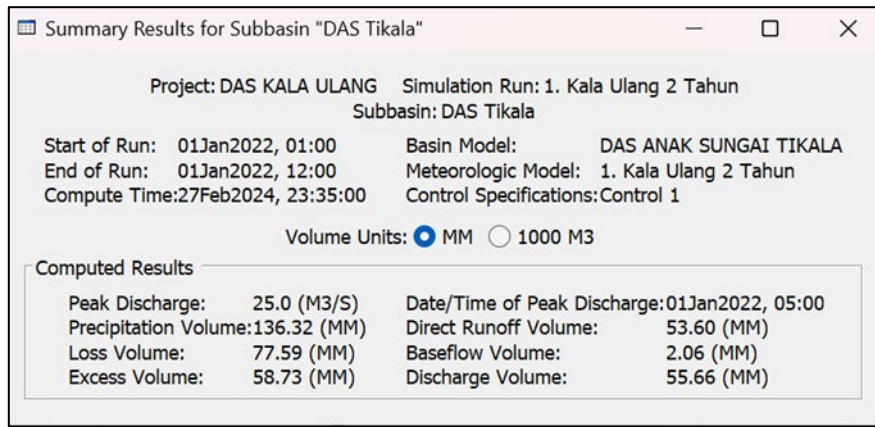 Summary Results for Subbasin "DAS Tikala"
Project: DAS KALA ULANG Simulation Run: 1. Kala Ulang 2 Tahun
Subbasin: DAS Tikala
Start of Run: 01Jan2022, 01:00 Basin Model: DAS ANAK SUNGAI TIKALA
End of Run: 01Jan2022, 12:00 Meteorologic Model: 1. Kala Ulang 2 Tahun
Compute Time:27Feb2024, 23:35:00 Control Specifications:Control 1
Volume Units: MM 1000 M3
Computed Results
Peak Discharge: 25.0 (M3/S) Date/Time of Peak Discharge:01Jan2022, 05:00
Precipitation Volume:136.32 (MM) Direct Runoff Volume: 53.60 (MM)
Loss Volume: 77.59 (MM) Baseflow Volume: 2.06 (MM)
Excess Volume: 58.73 (MM) Discharge Volume: 55.66 (MM)